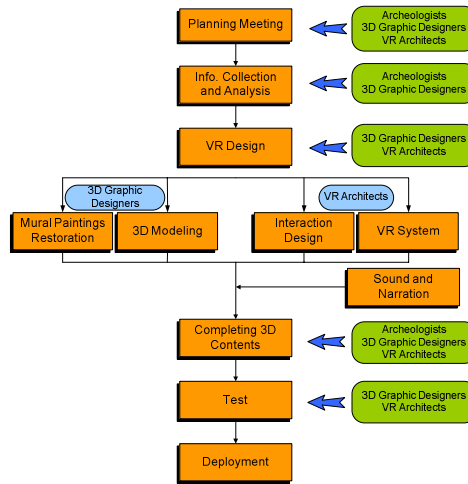 Planning Meeting
Archeologists
3D Graphic Designers
VR Architects
Info. Collection
and Analysis
Archeologists
3D Graphic Designers
VR Design
3D Graphic Designers
VR Architects
3D Graphic
Designers
VR Architects
Mural Paintings
Restoration
3D Modeling
Interaction
Design
VR System
Sound and
Narration
Completing 3D
Contents
Archeologists
3D Graphic Designers
VR Architects
Test
3D Graphic Designers
VR Architects
Deployment